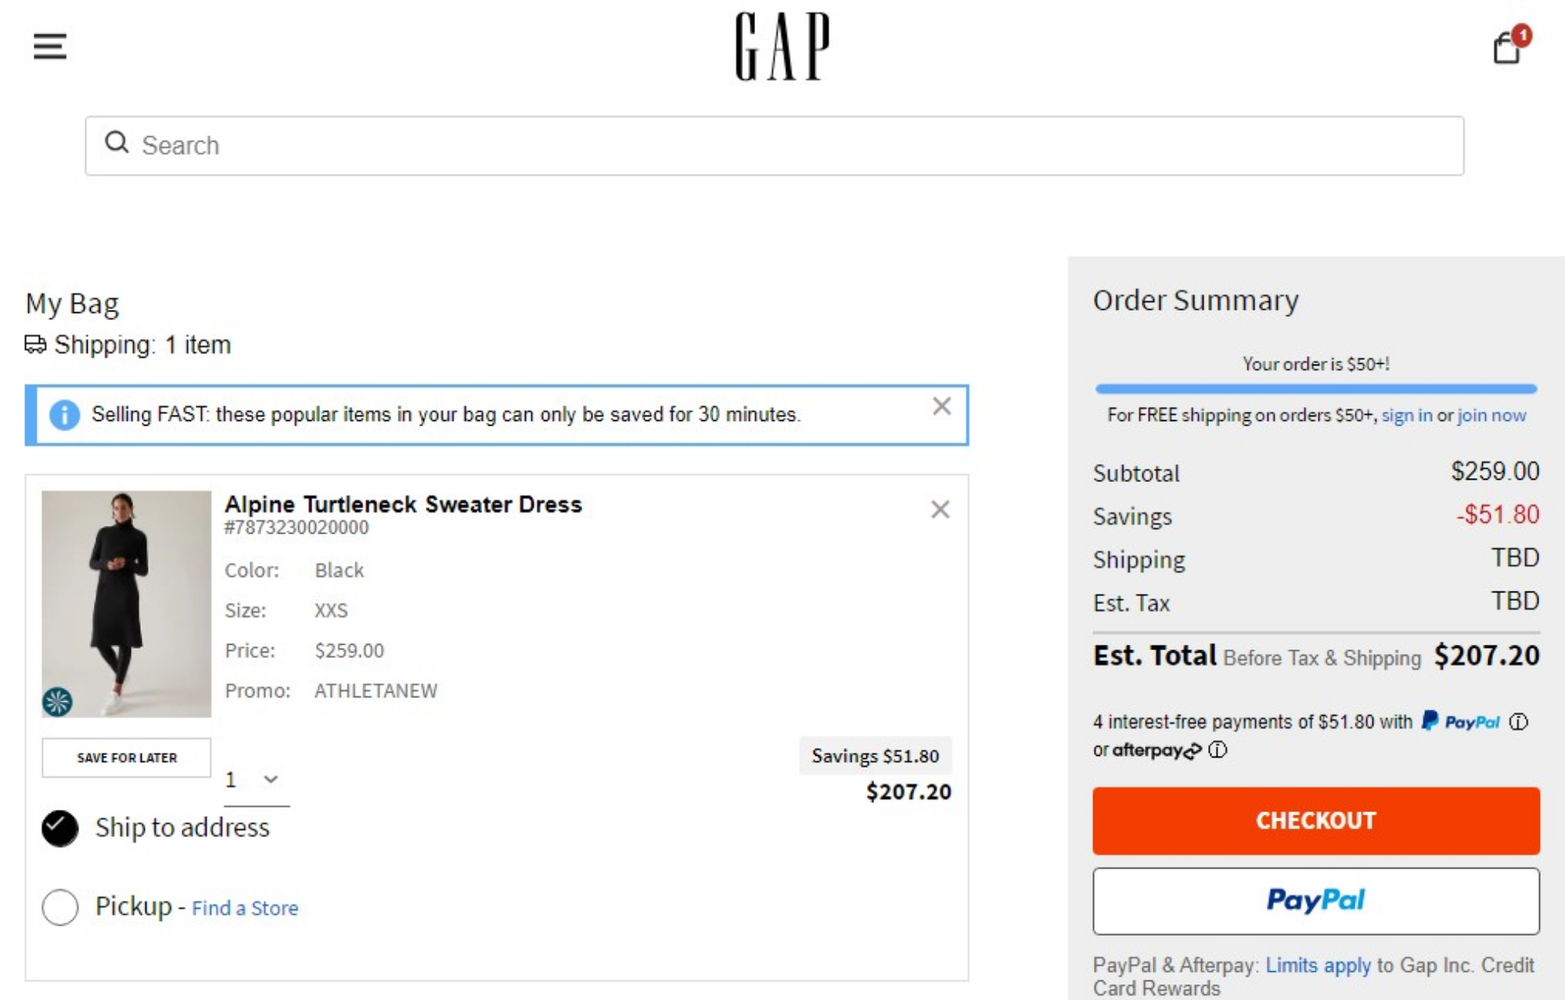 GAP
1
Search
My Bag
Shipping: 1 item
Selling FAST: these popular items in your bag can only be saved for 30 minutes.
Alpine Turtleneck Sweater Dress
#7873230020000
Color: Black
Size: XXS
Price: $259.00
Promo: ATHLETANEW
SAVE FOR LATER
1
Savings $51.80
$207.20
Ship to address
Pickup - Find a Store
Order Summary
Your order is $50+!
For FREE shipping on orders $50+, sign in or join now
Subtotal $259.00
Savings -$51.80
Shipping TBD
Est. Tax TBD
Est. Total Before Tax & Shipping $207.20
4 interest-free payments of $51.80 with PayPal
or afterpay
CHECKOUT
PayPal
PayPal & Afterpay: Limits apply to Gap Inc. Credit
Card Rewards